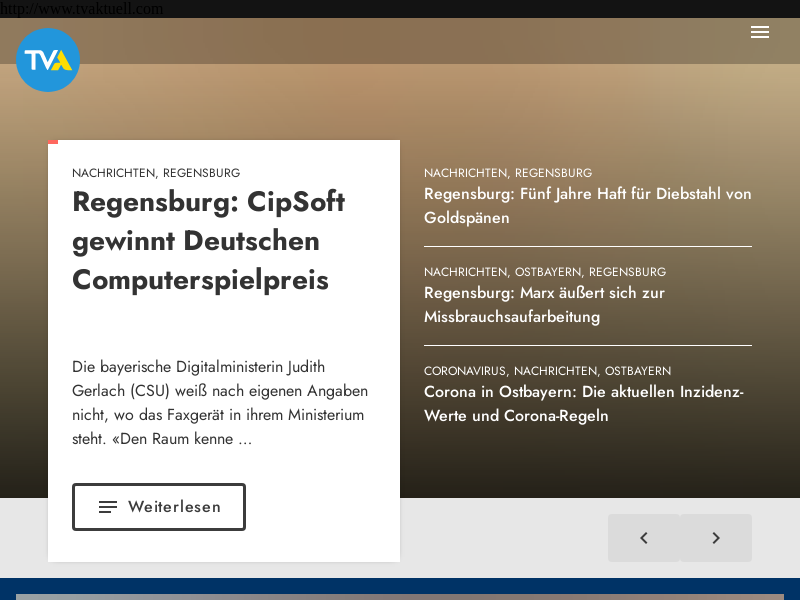 http://www.tvaktuell.com
TVA
NACHRICHTEN, REGENSBURG
Regensburg: CipSoft
gewinnt Deutschen
Computerspielpreis
Die bayerische Digitalministerin Judith
Gerlach (CSU) weiß nach eigenen Angaben
nicht, wo das Faxgerät in ihrem Ministerium
steht. «Den Raum kenne ...
Weiterlesen
NACHRICHTEN, REGENSBURG
Regensburg: Fünf Jahre Haft für Diebstahl von
Goldspänen
NACHRICHTEN, OSTBAYERN, REGENSBURG
Regensburg: Marx äußert sich zur
Missbrauchsaufarbeitung
CORONAVIRUS, NACHRICHTEN, OSTBAYERN
Corona in Ostbayern: Die aktuellen Inzidenz-
Werte und Corona-Regeln